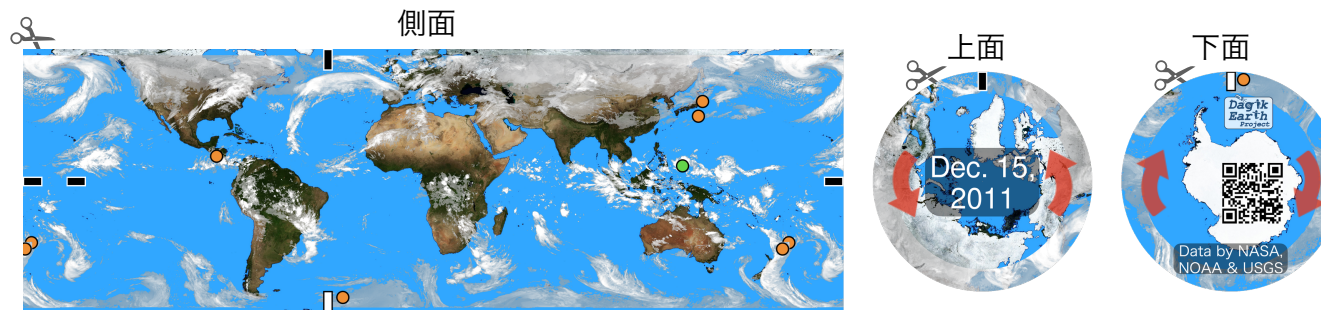 側面
上面
下面
Dec. 15,
2011
Dagik
Earth
Project
Data by NASA,
NOAA & USGS